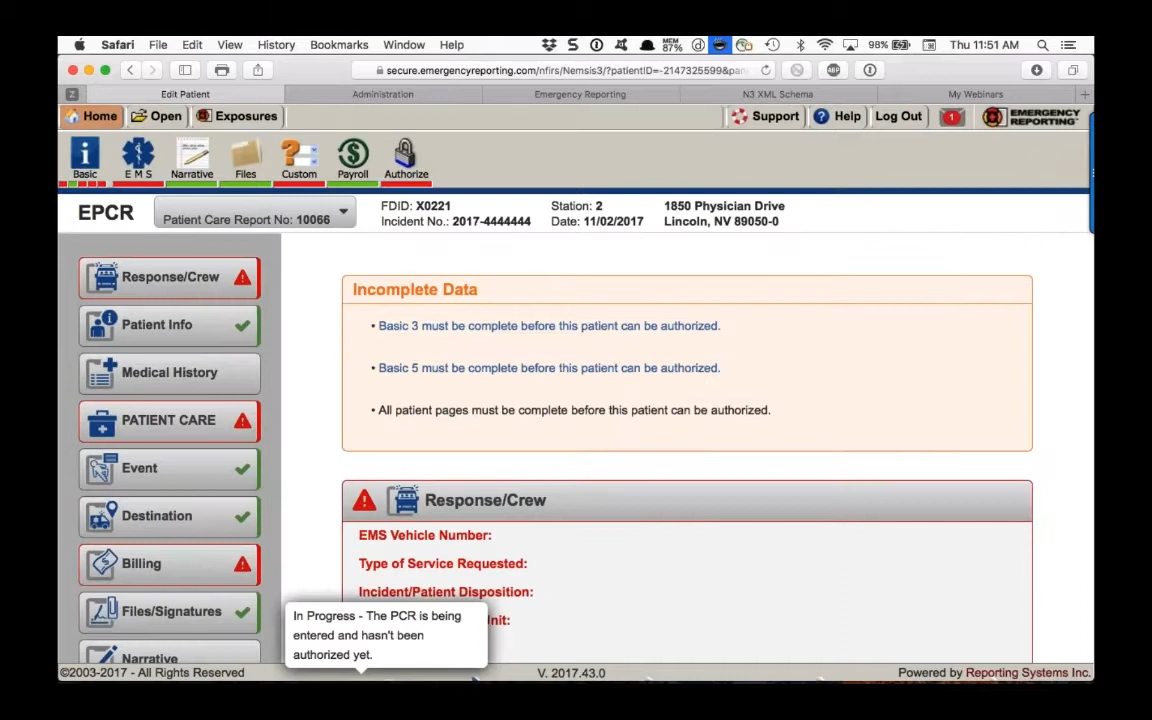 Safari File Edit View History Bookmarks Window Help MEM 87% 98% Thu 11:51 AM
secure.emergencyreporting.com/nfirs/Nemsis3/?patientID=-2147325599&par ABP
Z Edit Patient Administration Emergency Reporting N3 XML Schema My Webinars
Home Open Exposures Support Help Log Out 1 EMERGENCY REPORTING
Basic E M S Narrative Files Custom Payroll Authorize
EPCR Patient Care Report No: 10066
FDID: X0221
Incident No.: 2017-4444444
Station: 2
Date: 11/02/2017
1850 Physician Drive
Lincoln, NV 89050-0
Response/Crew
Patient Info
Medical History
PATIENT CARE
Event
Destination
Billing
Files/Signatures
Narrative
Incomplete Data
• Basic 3 must be complete before this patient can be authorized.
• Basic 5 must be complete before this patient can be authorized.
• All patient pages must be complete before this patient can be authorized.
Response/Crew
EMS Vehicle Number:
Type of Service Requested:
Incident/Patient Disposition:
nit:
In Progress - The PCR is being
entered and hasn't been
authorized yet.
©2003-2017 - All Rights Reserved V. 2017.43.0 Powered by Reporting Systems Inc.